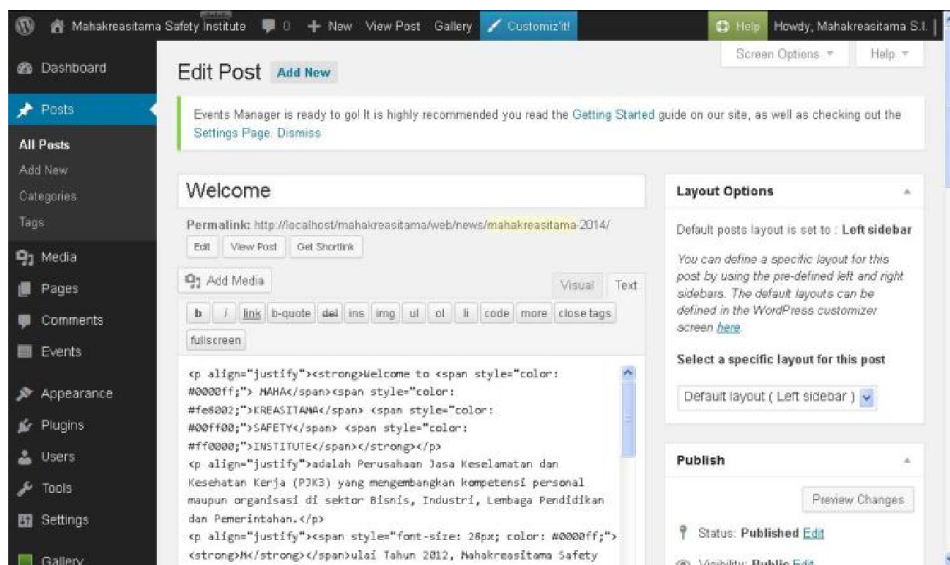 Mahakreasitama Safety Institute 0 + New View Post Gallery Customiz'it! Help Howdy, Mahakreasitama S.I.
Screen Options Help
Dashboard
Posts
All Posts
Add New
Categories
Tags
Media
Pages
Comments
Events
Appearance
Plugins
Users
Tools
Settings
Gallery
Edit Post Add New
Events Manager is ready to go! It is highly recommended you read the Getting Started guide on our site, as well as checking out the
Settings Page. Dismiss
Welcome
Permalink: http://localhost/mahakreasitama/web/news/mahakreasitama-2014/
Edit View Post Get Shortlink
Add Media
Visual Text
b i link b-quote del ins img ul ol li code more close tags
fullscreen
<p align="justify"><strong>Welcome to <span style="color:
#0000ff;"> MAHA</span><span style="color:
#fe8002;">KREASITAMA</span> <span style="color:
#00ff00;">SAFETY</span> <span style="color:
#ff0000;">INSTITUTE</span></strong></p>
<p align="justify">adalah Perusahaan Jasa Keselamatan dan
Kesehatan Kerja (PJK3) yang mengembangkan kompetensi personal
maupun organisasi di sektor Bisnis, Industri, Lembaga Pendidikan
dan Pemerintahan.</p>
<p align="justify"><span style="font-size: 26px; color: #0000ff;">
<strong>M</strong></span>ulai Tahun 2012, Mahakreasitama Safety
Layout Options
Default posts layout is set to : Left sidebar
You can define a specific layout for this
post by using the pre-defined left and right
sidebars. The default layouts can be
defined in the WordPress customizer
screen here.
Select a specific layout for this post
Default layout ( Left sidebar )
Publish
Preview Changes
Status: Published Edit
Visibility: Public Edit